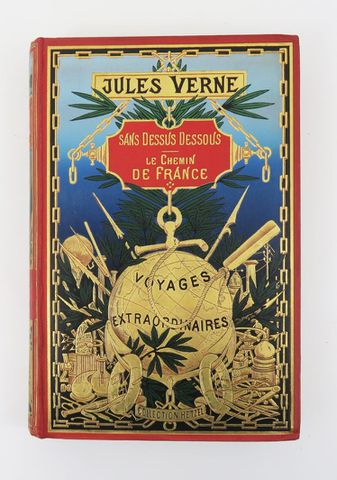 JULES VERNE
SANS DESSUS DESSOUS
LE CHEMIN
DE FRANCE
VOYAGES
EXTRAORDINAIRES
COLLECTION HETZEL